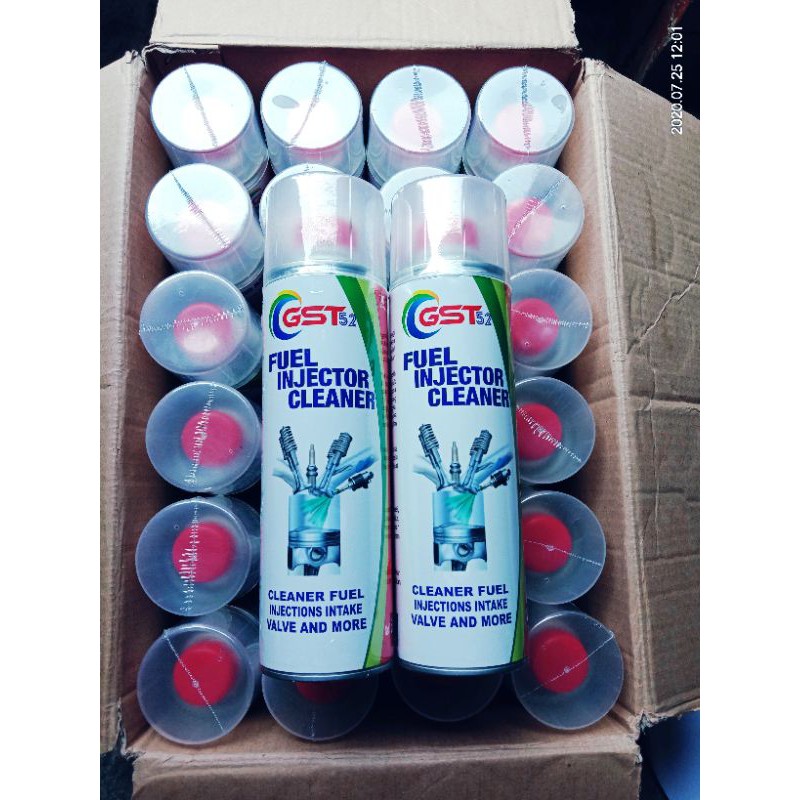 2020.07.25 12:01
GST52
FUEL
INJECTOR
CLEANER
CLEANER FUEL
INJECTIONS INTAKE
VALVE AND MORE
GST52
FUEL
INJECTOR
CLEANER
CLEANER FUEL
INJECTIONS INTAKE
VALVE AND MORE